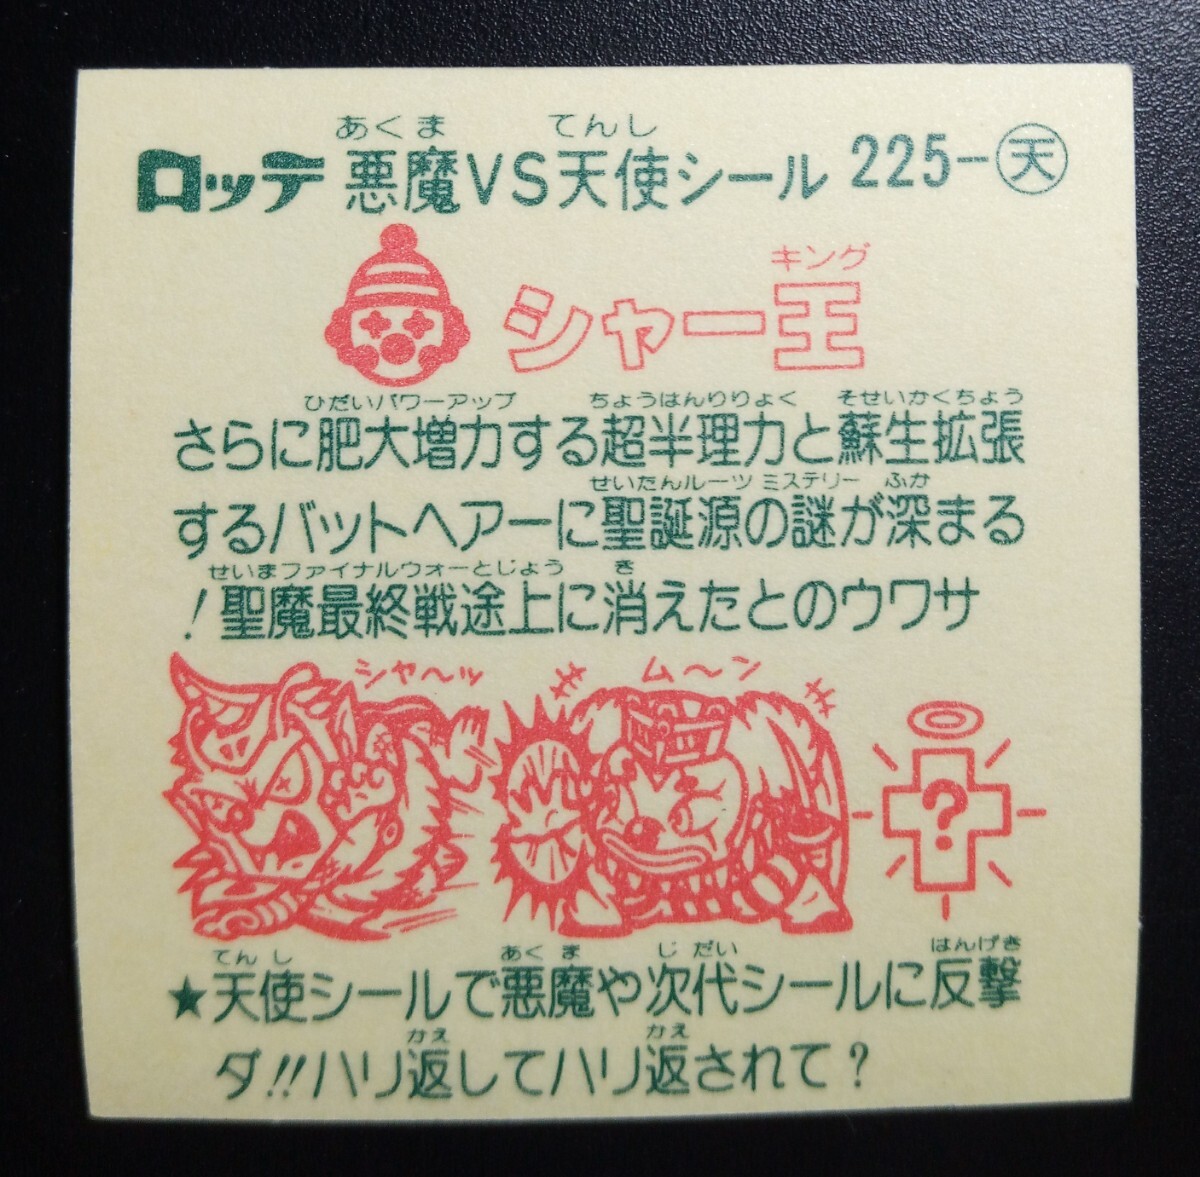 あくま てんし
ロッテ 悪魔VS天使シール 225-天
キング
シャー王
ひだいパワーアップ ちょうはんりりょく そせいかくちょう
さらに肥大増力する超半理力と蘇生拡張
せいたんルーツ ミステリー ふか
するバットヘアーに聖誕源の謎が深まる
せいまファイナルウォーとじょう き
!聖魔最終戦途上に消えたとのウワサ
シャ〜ッ ム〜ン
?
てんし あくま じだい はんげき
★天使シールで悪魔や次代シールに反撃
かえ かえ
ダ!!ハリ返してハリ返されて?